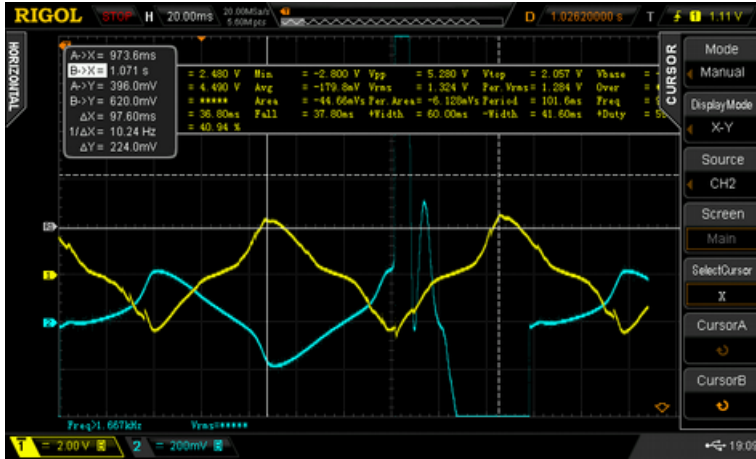 RIGOL STOP H 20.00ms 20.00MSa/s 5.60Mpts D 1.02620000 s T 1 1.11 V
HORIZONTAL
A->X= 973.6ms
B->X= 1.071 s
A->Y= 396.0mV
B->Y= 620.0mV
ΔX= 97.60ms
1/ΔX= 10.24 Hz
ΔY= 224.0mV
= 2.480 V Min = -2.800 V Vpp = 5.280 V Vtop = 2.057 V Vbase =
= 4.490 V Avg = -179.8mV Vrms = 1.324 V Per.Vrms= 1.284 V Over =
= ***** Area = -44.66mVs Per.Area= -6.128mVs Period = 101.6ms Freq =
= 36.80ms Fall = 37.80ms +Width = 60.00ms -Width = 41.60ms +Duty =
= 40.94 %
CURSOR
Mode
Manual
DisplayMode
X-Y
Source
CH2
Screen
Main
SelectCursor
X
CursorA
CursorB
1
2
Freq>1.667kHz Vrms=*****
1 = 2.00 V 2 = 200mV
19:09